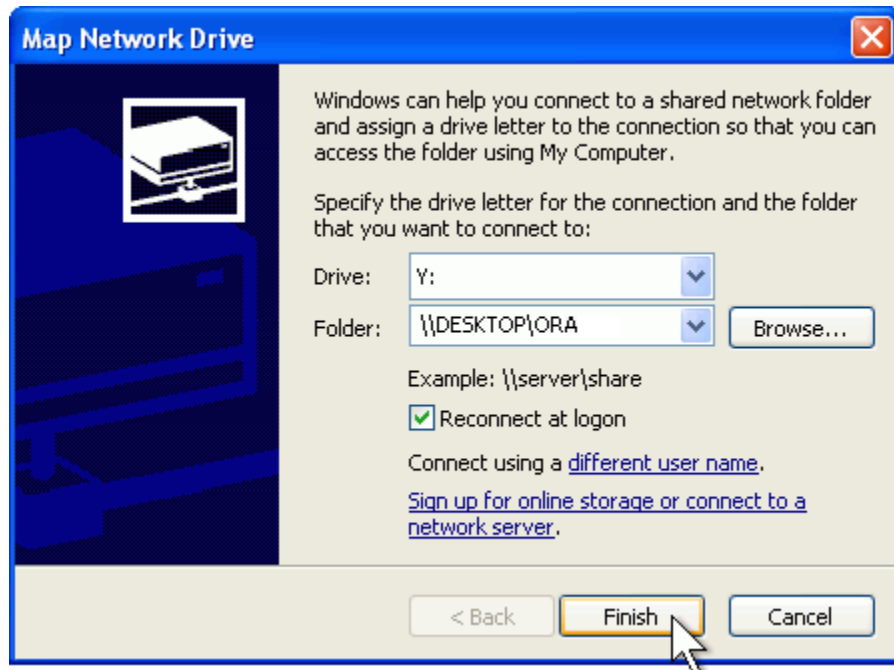 Map Network Drive
Windows can help you connect to a shared network folder
and assign a drive letter to the connection so that you can
access the folder using My Computer.
Specify the drive letter for the connection and the folder
that you want to connect to:
Drive: Y:
Folder: \\DESKTOP\ORA Browse...
Example: \\server\share
Reconnect at logon
Connect using a different user name.
Sign up for online storage or connect to a
network server.
< Back Finish Cancel